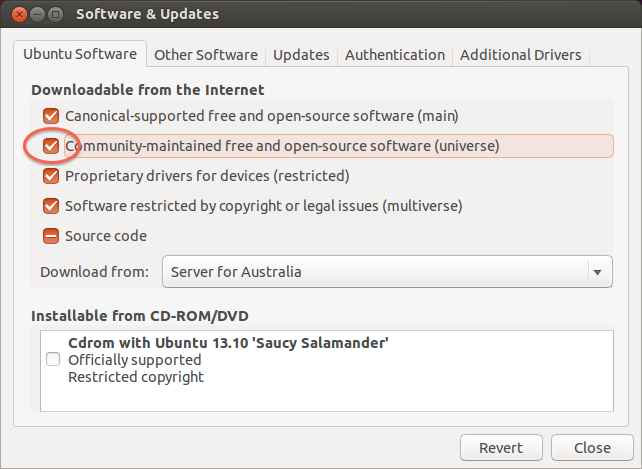 Software & Updates
Ubuntu Software Other Software Updates Authentication Additional Drivers
Downloadable from the Internet
Canonical-supported free and open-source software (main)
Community-maintained free and open-source software (universe)
Proprietary drivers for devices (restricted)
Software restricted by copyright or legal issues (multiverse)
Source code
Download from: Server for Australia
Installable from CD-ROM/DVD
Cdrom with Ubuntu 13.10 'Saucy Salamander'
Officially supported
Restricted copyright
Revert Close